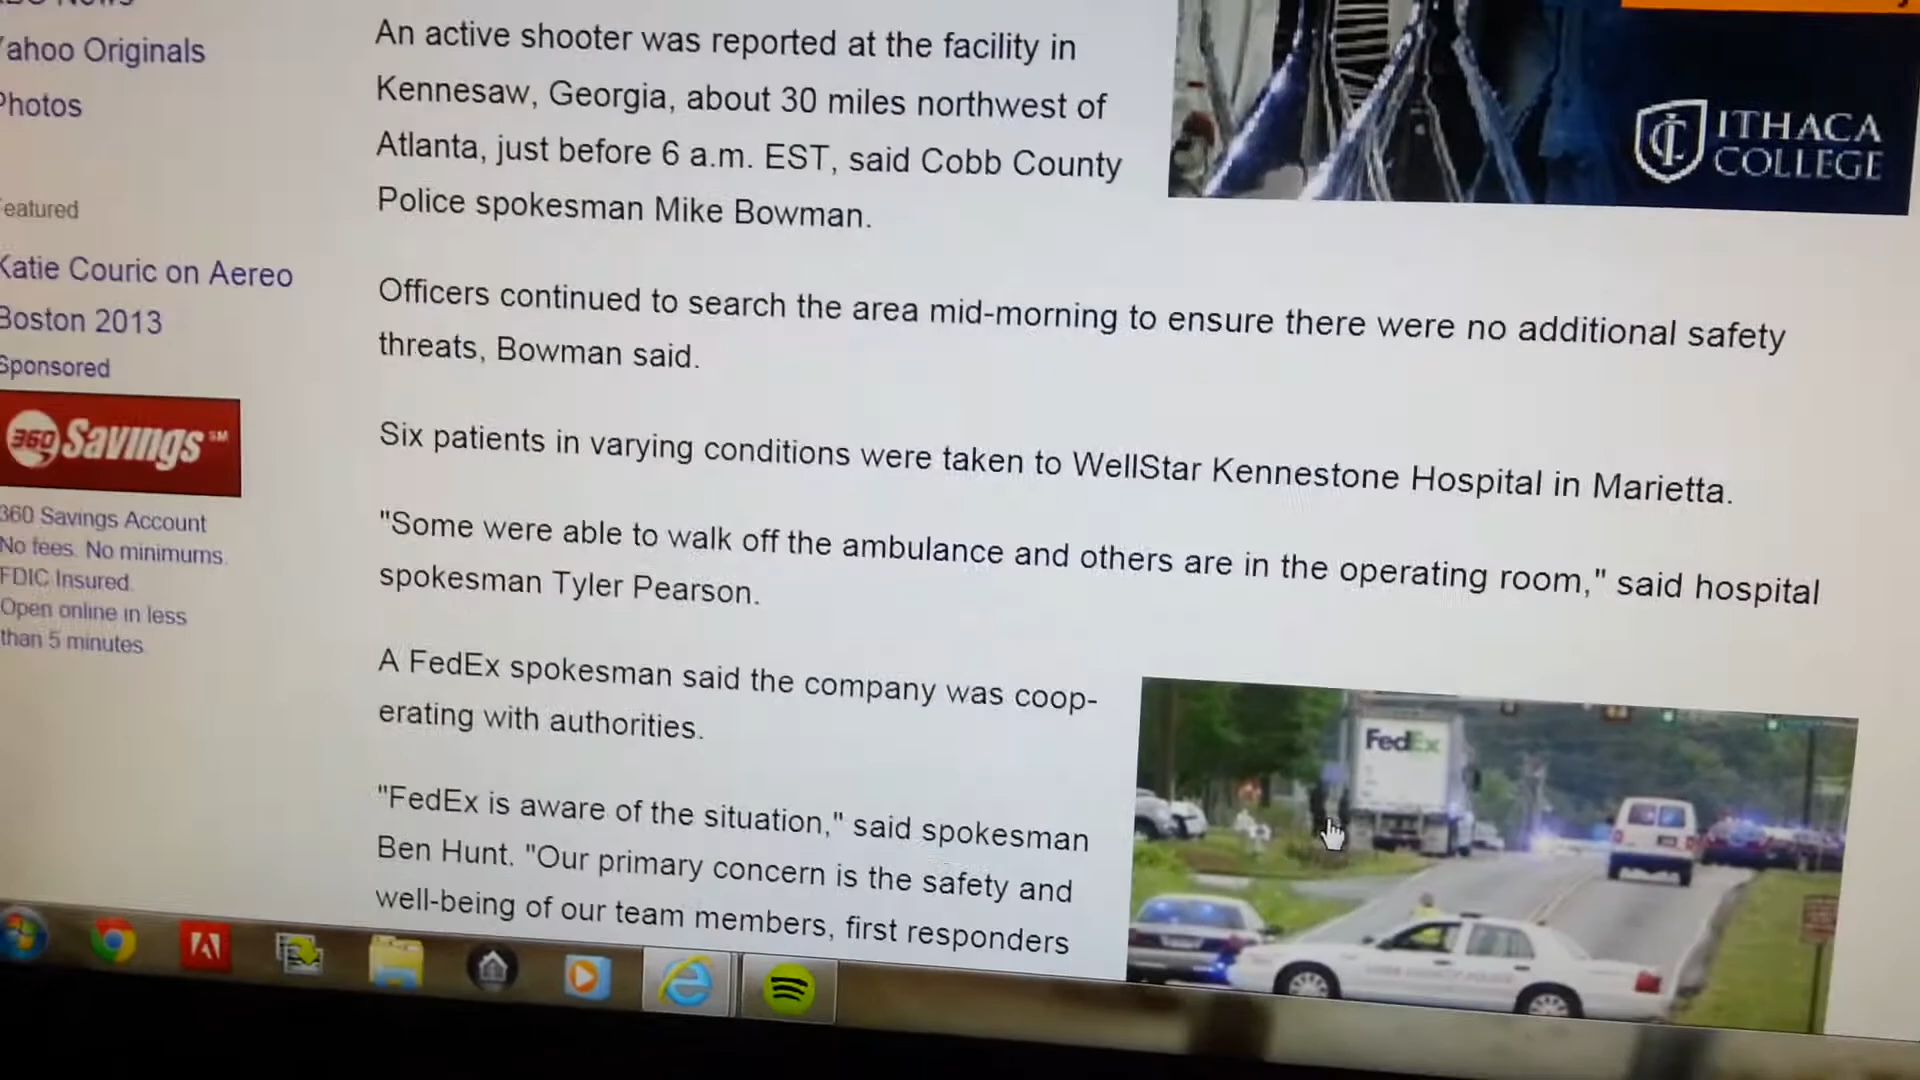 Yahoo Originals
Photos
Featured
Katie Couric on Aereo
Boston 2013
Sponsored
360 Savings SM
360 Savings Account
No fees. No minimums.
FDIC Insured.
Open online in less
than 5 minutes
An active shooter was reported at the facility in
Kennesaw, Georgia, about 30 miles northwest of
Atlanta, just before 6 a.m. EST, said Cobb County
Police spokesman Mike Bowman.
Officers continued to search the area mid-morning to ensure there were no additional safety
threats, Bowman said.
Six patients in varying conditions were taken to WellStar Kennestone Hospital in Marietta.
"Some were able to walk off the ambulance and others are in the operating room," said hospital
spokesman Tyler Pearson.
A FedEx spokesman said the company was coop-
erating with authorities.
"FedEx is aware of the situation," said spokesman
Ben Hunt. "Our primary concern is the safety and
well-being of our team members, first responders
ITHACA
COLLEGE
FedEx